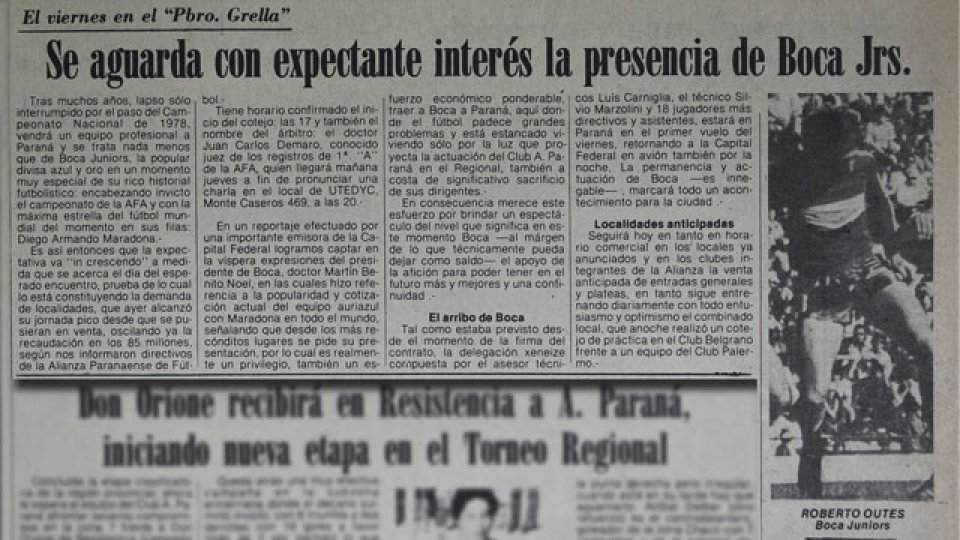 El viernes en el "Pbro. Grella"
Se aguarda con expectante interés la presencia de Boca Jrs.
Tras muchos años, lapso sólo
interrumpido por el paso del Cam-
peonato Nacional de 1978,
vendrá un equipo profesional a
Paraná y se trata nada menos
que de Boca Juniors, la popular
divisa azul y oro en un momento
muy especial de su rico historial
futbolístico: encabezando invicto
el campeonato de la AFA y con la
máxima estrella del fútbol mun-
dial del momento en sus filas:
Diego Armando Maradona.-
Es así entonces que la expec-
tativa va "in crescendo" a medi-
da que se acerca el día del espe-
rado encuentro, prueba de lo cual
lo está constituyendo la demanda
de localidades, que ayer alcanzó
su jornada pico desde que se pu-
sieran en venta, oscilando ya la
recaudación en los 85 millones,
según nos informaron directivos
de la Alianza Paranaense de Fút-
bol.-
Tiene horario confirmado el ini-
cio del cotejo: las 17 y también el
nombre del árbitro: el doctor
Juan Carlos Demaro, conocido
juez de los registros de 1ª. "A"
de la AFA, quien llegará mañana
jueves a fin de pronunciar una
charla en el local de UTEDYC,
Monte Caseros 469, a las 20.-
En un reportaje efectuado por
una importante emisora de la Ca-
pital Federal logramos captar en
la víspera expresiones del presi-
dente de Boca, doctor Martín Be-
nito Noel, en las cuales hizo refe-
rencia a la popularidad y cotiza-
ción actual del equipo auriazul
con Maradona en todo el mundo,
señalando que desde los más re-
cónditos lugares se pide su pre-
sentación, por lo cual es realmen-
te un privilegio, también un es-
fuerzo económico ponderable,
traer a Boca a Paraná, aquí don-
de el fútbol padece grandes
problemas y está estancado vi-
viendo sólo por la luz que pro-
yecta la actuación del Club A. Pa-
raná en el Regional, también a
costa de significativo sacrificio
de sus dirigentes.-
En consecuencia merece este
esfuerzo por brindar un espectá-
culo del nivel que significa en es-
te momento Boca —al márgen
de lo que técnicamente pueda
dejar como saldo— el apoyo de
la afición para poder tener en el
futuro más y mejores y una conti-
nuidad .-
El arribo de Boca
Tal como estaba previsto des-
de el momento de la firma del
contrato, la delegación xeneize
compuesta por el asesor técni-
cos Luis Carniglia, el técnico Sil-
vio Marzolini y 18 jugadores más
directivos y asistentes, estará en
Paraná en el primer vuelo del
viernes, retornando a la Capital
Federal en avión también por la
noche. La permanencia y ac-
tuación de Boca —es inne-
gable— , marcará todo un acon-
tecimiento para la ciudad .-
Localidades anticipadas
Seguirá hoy en tanto en hora-
rio comercial en los locales ya
anunciados y en los clubes in-
tegrantes de la Alianza la venta
anticipada de entradas generales
y plateas, en tanto sigue entre-
nando diariamente con todo entu-
siasmo y optimismo el combinado
local, que anoche realizó un cote-
jo de práctica en el Club Belgrano
frente a un equipo del Club Paler-
mo.-
ROBERTO OUTES
Boca Juniors
Don Orione recibirá en Resistencia a A. Paraná,
iniciando nueva etapa en el Torneo Regional